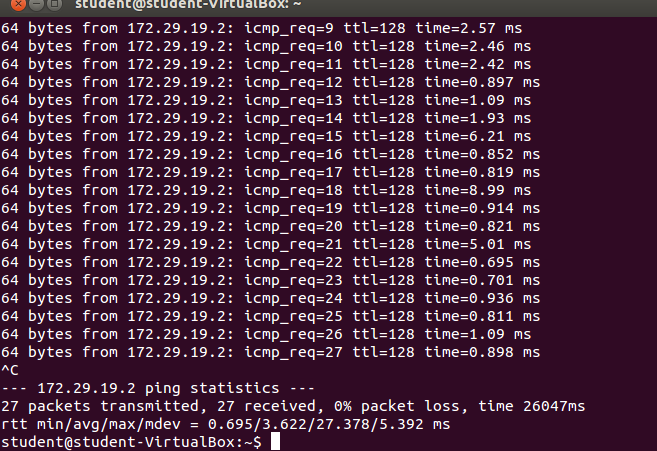 student@student-VirtualBox: ~
64 bytes from 172.29.19.2: icmp_req=9 ttl=128 time=2.57 ms
64 bytes from 172.29.19.2: icmp_req=10 ttl=128 time=2.46 ms
64 bytes from 172.29.19.2: icmp_req=11 ttl=128 time=2.42 ms
64 bytes from 172.29.19.2: icmp_req=12 ttl=128 time=0.897 ms
64 bytes from 172.29.19.2: icmp_req=13 ttl=128 time=1.09 ms
64 bytes from 172.29.19.2: icmp_req=14 ttl=128 time=1.93 ms
64 bytes from 172.29.19.2: icmp_req=15 ttl=128 time=6.21 ms
64 bytes from 172.29.19.2: icmp_req=16 ttl=128 time=0.852 ms
64 bytes from 172.29.19.2: icmp_req=17 ttl=128 time=0.819 ms
64 bytes from 172.29.19.2: icmp_req=18 ttl=128 time=8.99 ms
64 bytes from 172.29.19.2: icmp_req=19 ttl=128 time=0.914 ms
64 bytes from 172.29.19.2: icmp_req=20 ttl=128 time=0.821 ms
64 bytes from 172.29.19.2: icmp_req=21 ttl=128 time=5.01 ms
64 bytes from 172.29.19.2: icmp_req=22 ttl=128 time=0.695 ms
64 bytes from 172.29.19.2: icmp_req=23 ttl=128 time=0.701 ms
64 bytes from 172.29.19.2: icmp_req=24 ttl=128 time=0.936 ms
64 bytes from 172.29.19.2: icmp_req=25 ttl=128 time=0.811 ms
64 bytes from 172.29.19.2: icmp_req=26 ttl=128 time=1.09 ms
64 bytes from 172.29.19.2: icmp_req=27 ttl=128 time=0.898 ms
^C
--- 172.29.19.2 ping statistics ---
27 packets transmitted, 27 received, 0% packet loss, time 26047ms
rtt min/avg/max/mdev = 0.695/3.622/27.378/5.392 ms
student@student-VirtualBox:~$